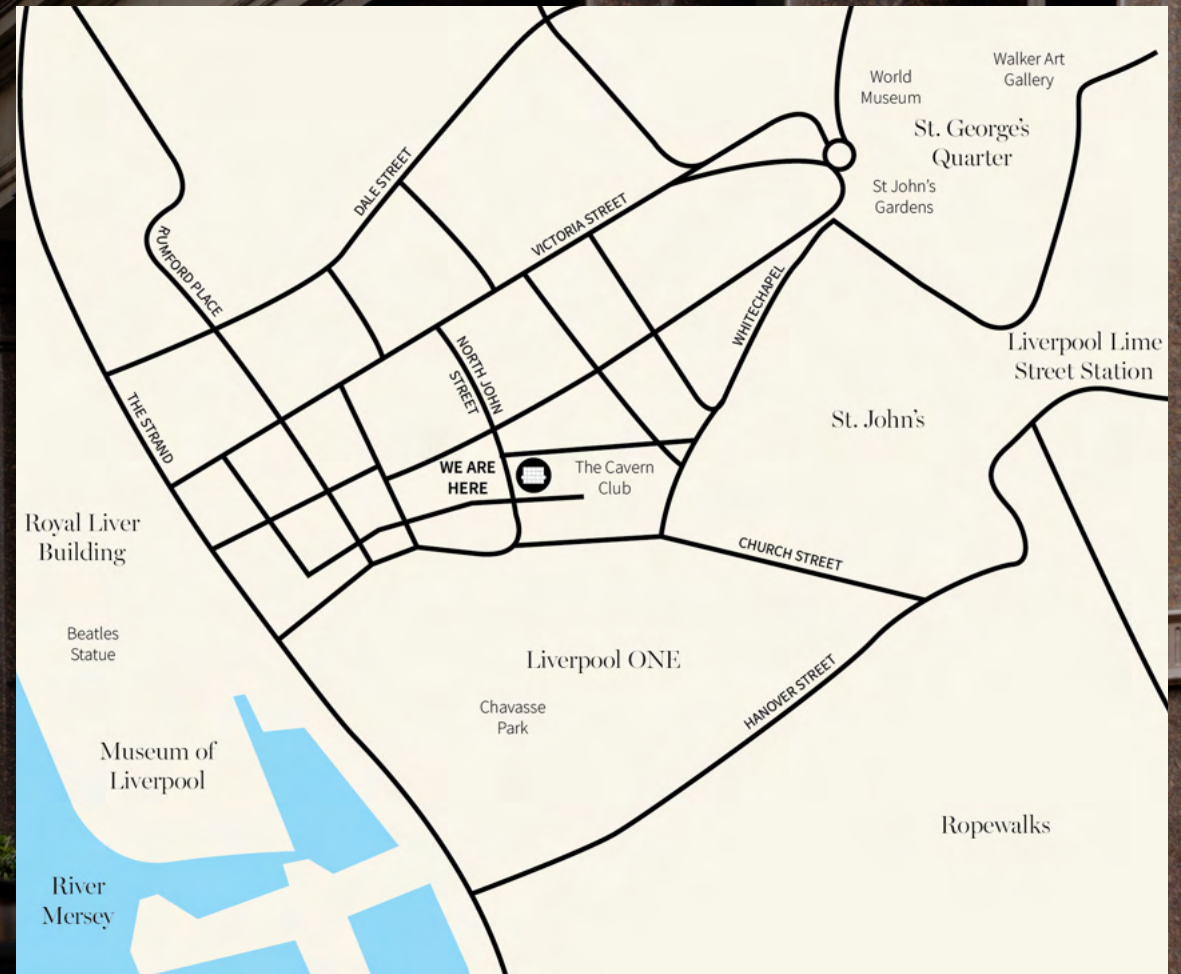 Walker Art
Gallery
World
Museum
St. George's
Quarter
St John's
Gardens
DALE STREET
VICTORIA STREET
RUMFORD PLACE
WHITECHAPEL
NORTH JOHN
STREET
Liverpool Lime
Street Station
THE STRAND
St. John's
WE ARE
HERE
The Cavern
Club
Royal Liver
Building
CHURCH STREET
Beatles
Statue
Liverpool ONE
HANOVER STREET
Chavasse
Park
Museum of
Liverpool
Ropewalks
River
Mersey